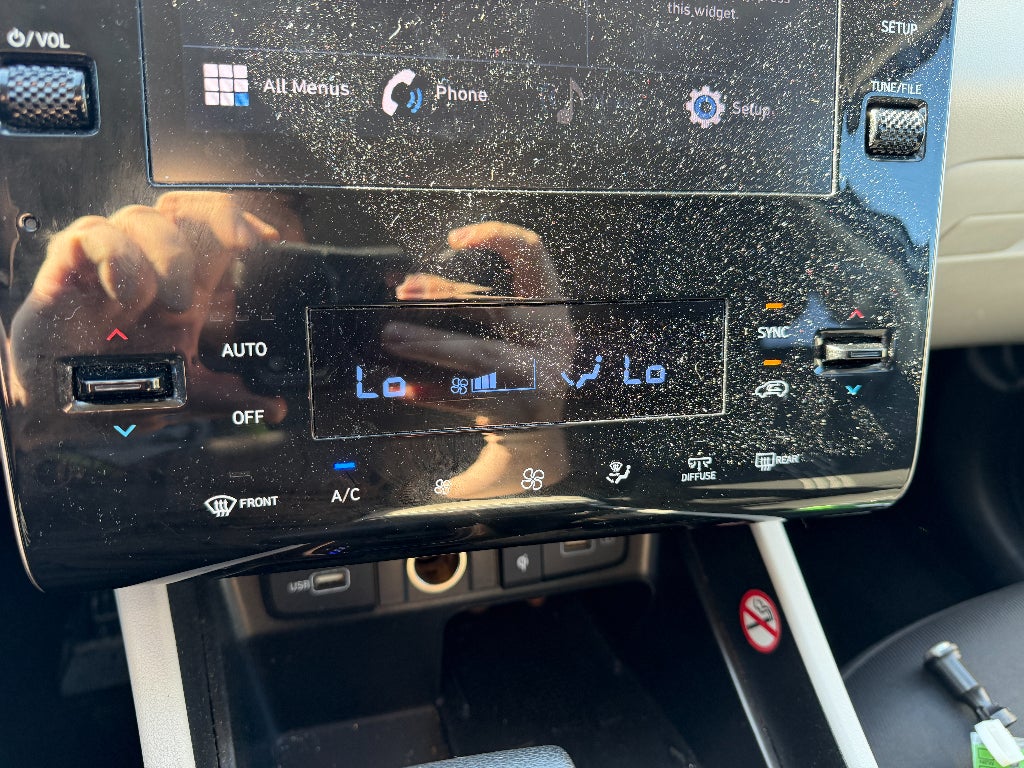 this widget.
⏻/VOL
SETUP
All Menus
Phone
Setup
TUNE/FILE
SYNC
AUTO
Lo
Lo
OFF
A/C
FRONT
DIFFUSE
REAR
USB